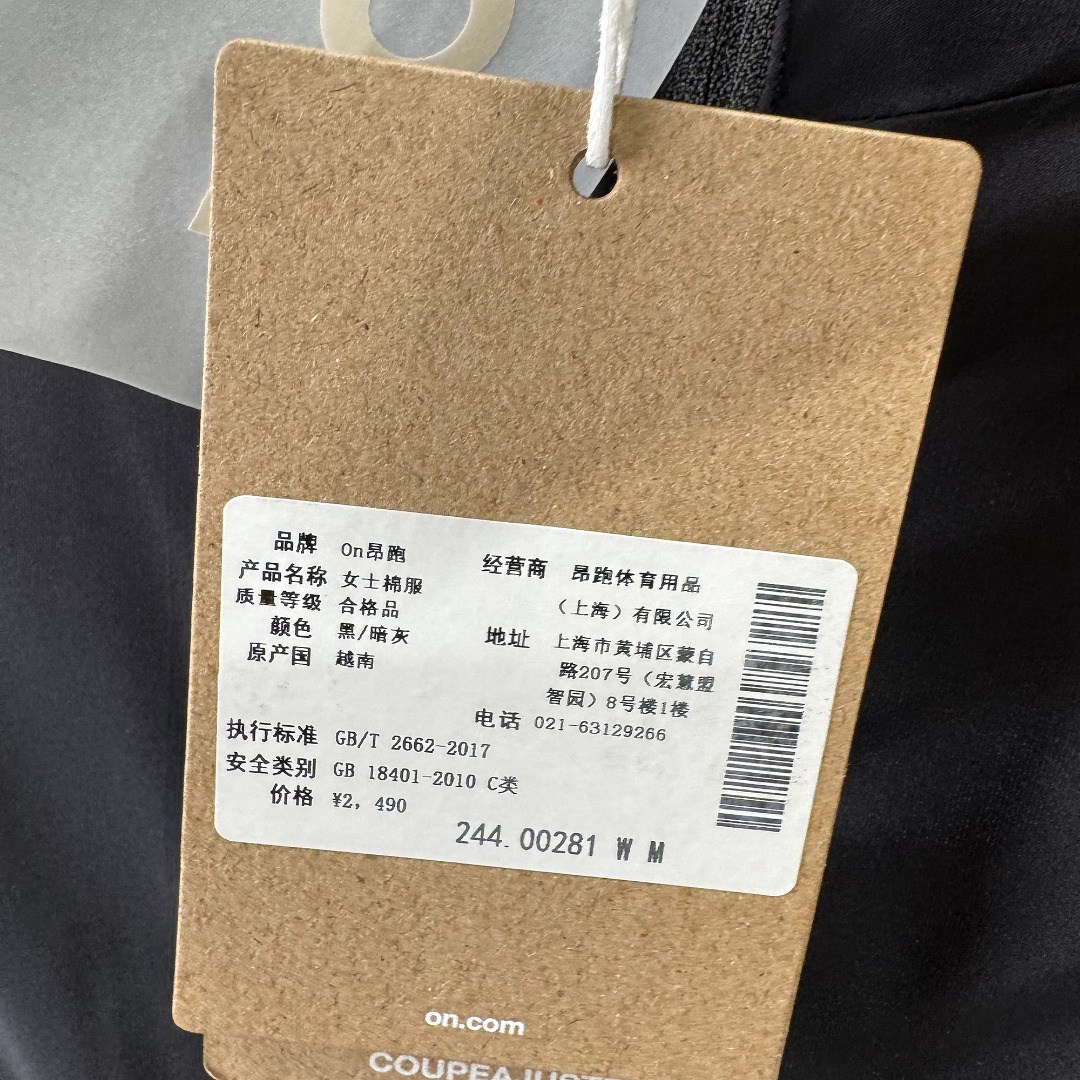 品牌 On昂跑
产品名称 女士棉服
质量等级 合格品
颜色 黑/暗灰
原产国 越南
经营商 昂跑体育用品
（上海）有限公司
地址 上海市黄埔区蒙自
路207号（宏慧盟
智园）8号楼1楼
电话 021-63129266
执行标准 GB/T 2662-2017
安全类别 GB 18401-2010 C类
价格 ¥2, 490
244.00281 W M
on.com